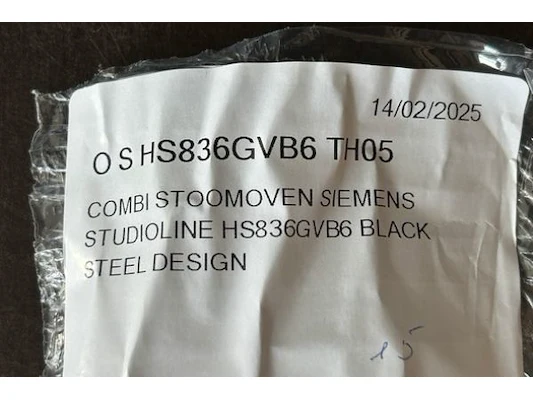 14/02/2025
O S HS836GVB6 TH05
COMBI STOOMOVEN SIEMENS
STUDIOLINE HS836GVB6 BLACK
STEEL DESIGN
15